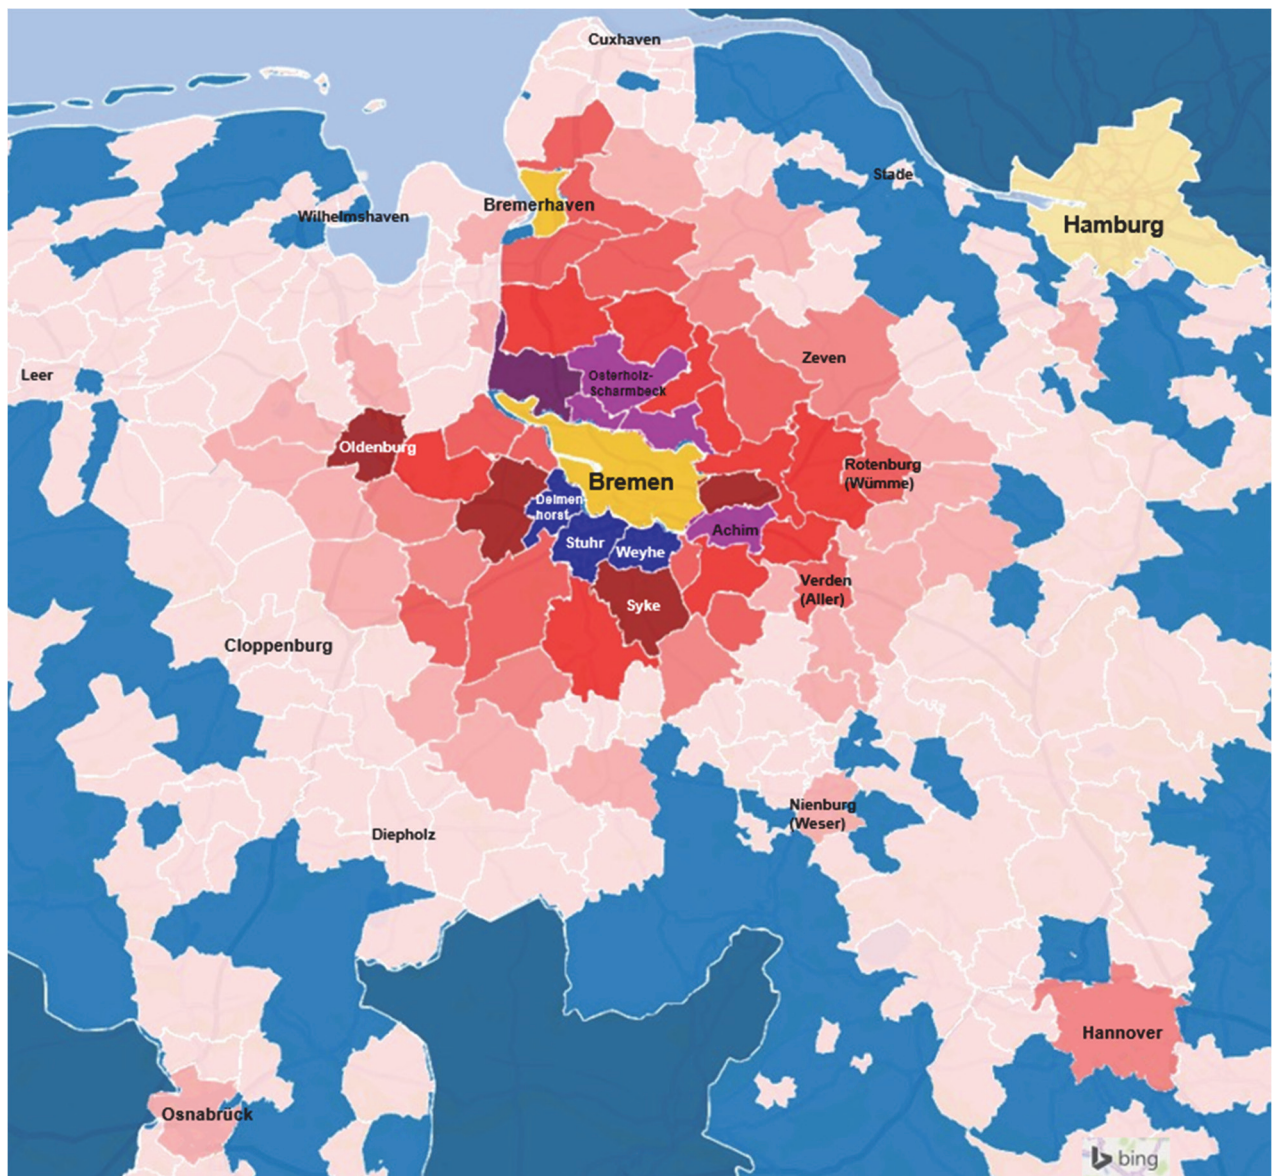 Cuxhaven
Stade
Bremerhaven
Wilhelmshaven
Hamburg
Zeven
Leer
Osterholz-
Scharmbeck
Oldenburg
Rotenburg
(Wümme)
Bremen
Delmen-
horst
Achim
Stuhr
Weyhe
Verden
(Aller)
Syke
Cloppenburg
Nienburg
(Weser)
Diepholz
Hannover
Osnabrück
bing